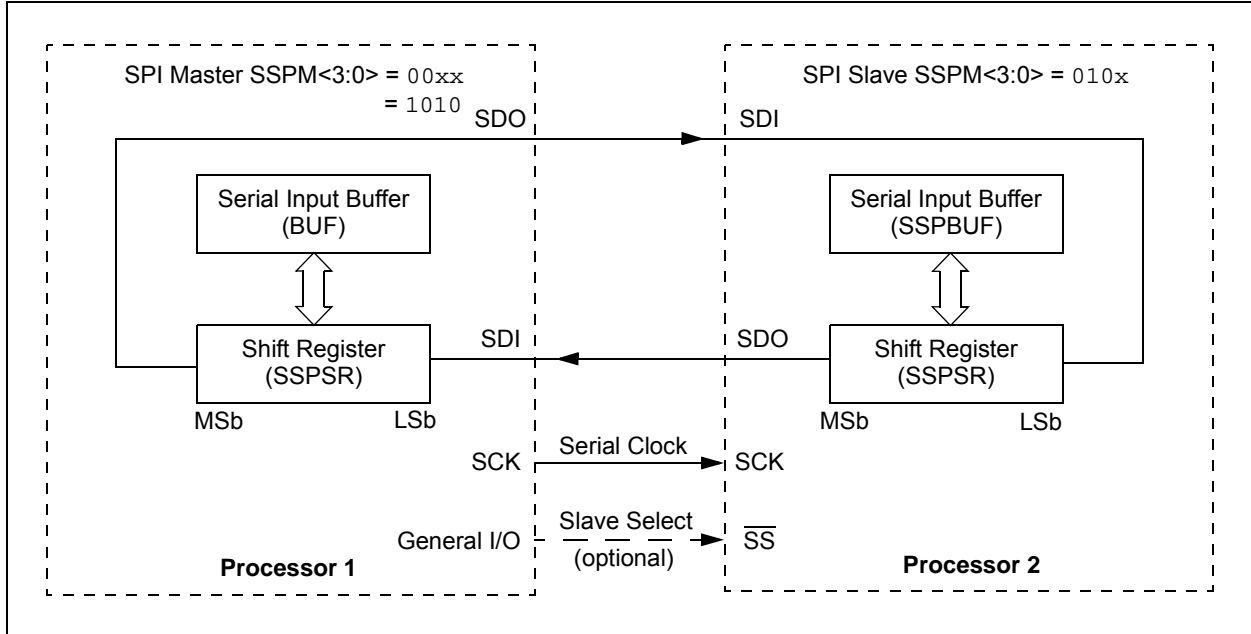 SPI Master SSPM<3:0> = 00xx
= 1010
SDO
Serial Input Buffer
(BUF)
Shift Register
(SSPSR)
MSb
LSb
SDI
SCK
General I/O
Processor 1
Serial Clock
Slave Select
(optional)
SPI Slave SSPM<3:0> = 010x
SDI
Serial Input Buffer
(SSPBUF)
SDO
Shift Register
(SSPSR)
MSb
LSb
SCK
S̅S̅
Processor 2